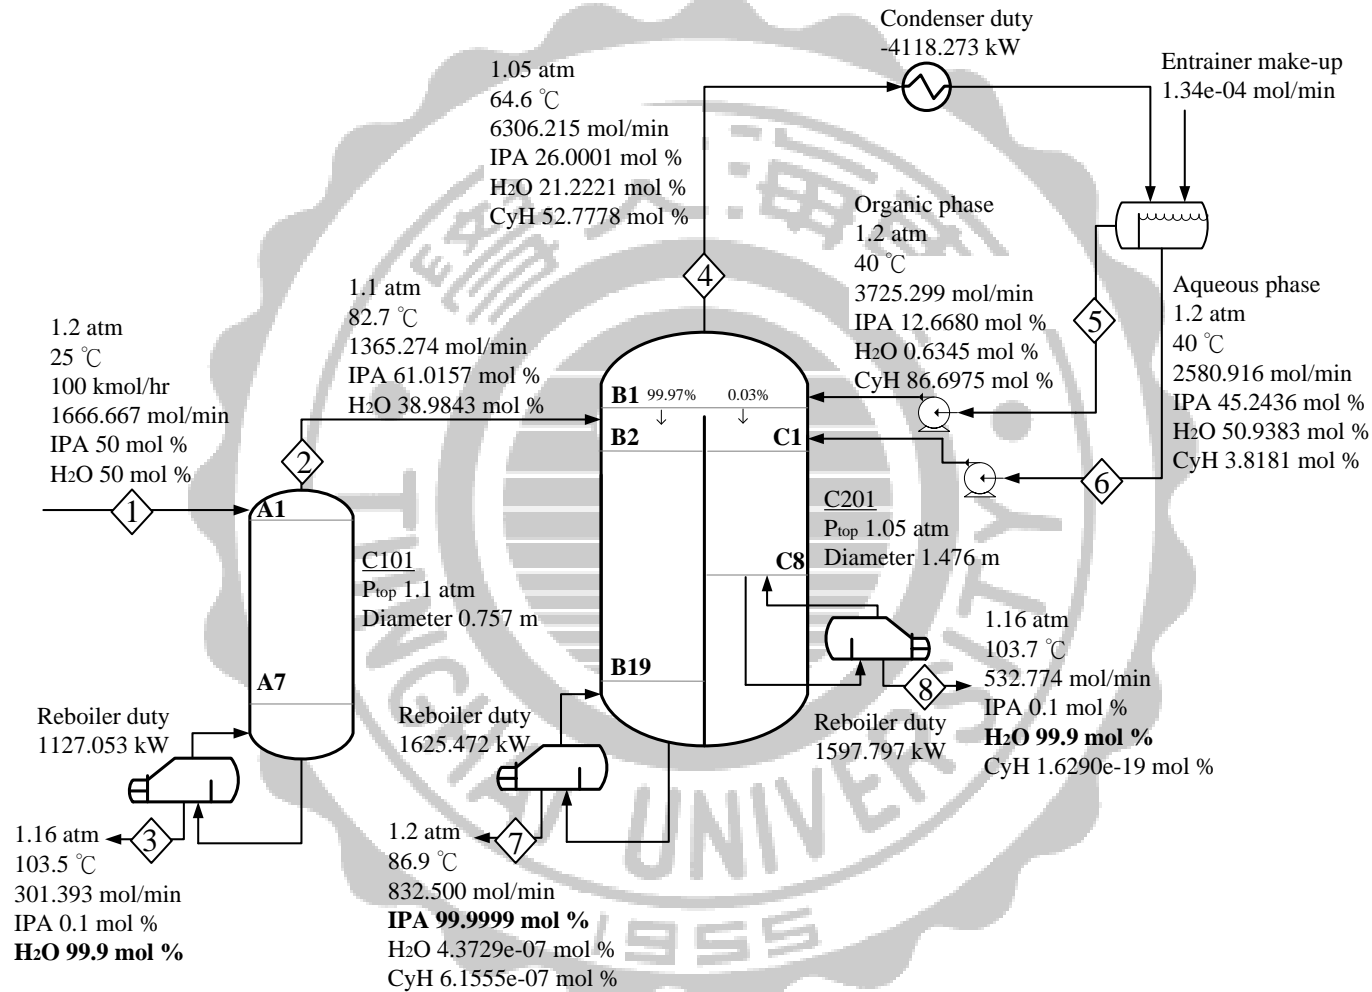 Condenser duty
-4118.273 kW
Entrainer make-up
1.34e-04 mol/min
1.05 atm
64.6 ℃
6306.215 mol/min
IPA 26.0001 mol %
H2O 21.2221 mol %
CyH 52.7778 mol %
4
Organic phase
1.2 atm
40 ℃
3725.299 mol/min
IPA 12.6680 mol %
H2O 0.6345 mol %
CyH 86.6975 mol %
5
Aqueous phase
1.2 atm
40 ℃
2580.916 mol/min
IPA 45.2436 mol %
H2O 50.9383 mol %
CyH 3.8181 mol %
6
1.1 atm
82.7 ℃
1365.274 mol/min
IPA 61.0157 mol %
H2O 38.9843 mol %
2
1.2 atm
25 ℃
100 kmol/hr
1666.667 mol/min
IPA 50 mol %
H2O 50 mol %
1
A1
A7
C101
Ptop 1.1 atm
Diameter 0.757 m
B1 99.97% 0.03%
B2 C1
C8
B19
C201
Ptop 1.05 atm
Diameter 1.476 m
Reboiler duty
1127.053 kW
3
1.16 atm
103.5 ℃
301.393 mol/min
IPA 0.1 mol %
H2O 99.9 mol %
Reboiler duty
1625.472 kW
7
1.2 atm
86.9 ℃
832.500 mol/min
IPA 99.9999 mol %
H2O 4.3729e-07 mol %
CyH 6.1555e-07 mol %
Reboiler duty
1597.797 kW
8
1.16 atm
103.7 ℃
532.774 mol/min
IPA 0.1 mol %
H2O 99.9 mol %
CyH 1.6290e-19 mol %
TUNGHAI UNIVERSITY
1955